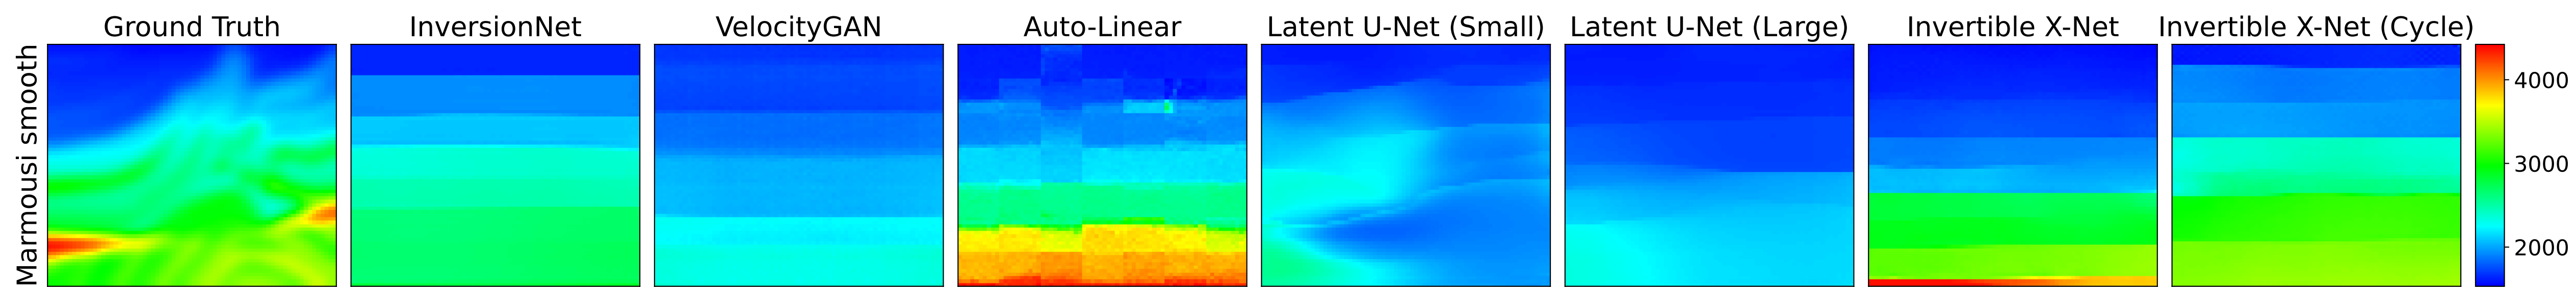 Ground Truth
InversionNet
VelocityGAN
Auto-Linear
Latent U-Net (Small)
Latent U-Net (Large)
Invertible X-Net
Invertible X-Net (Cycle)
Marmousi smooth
4000
3000
2000